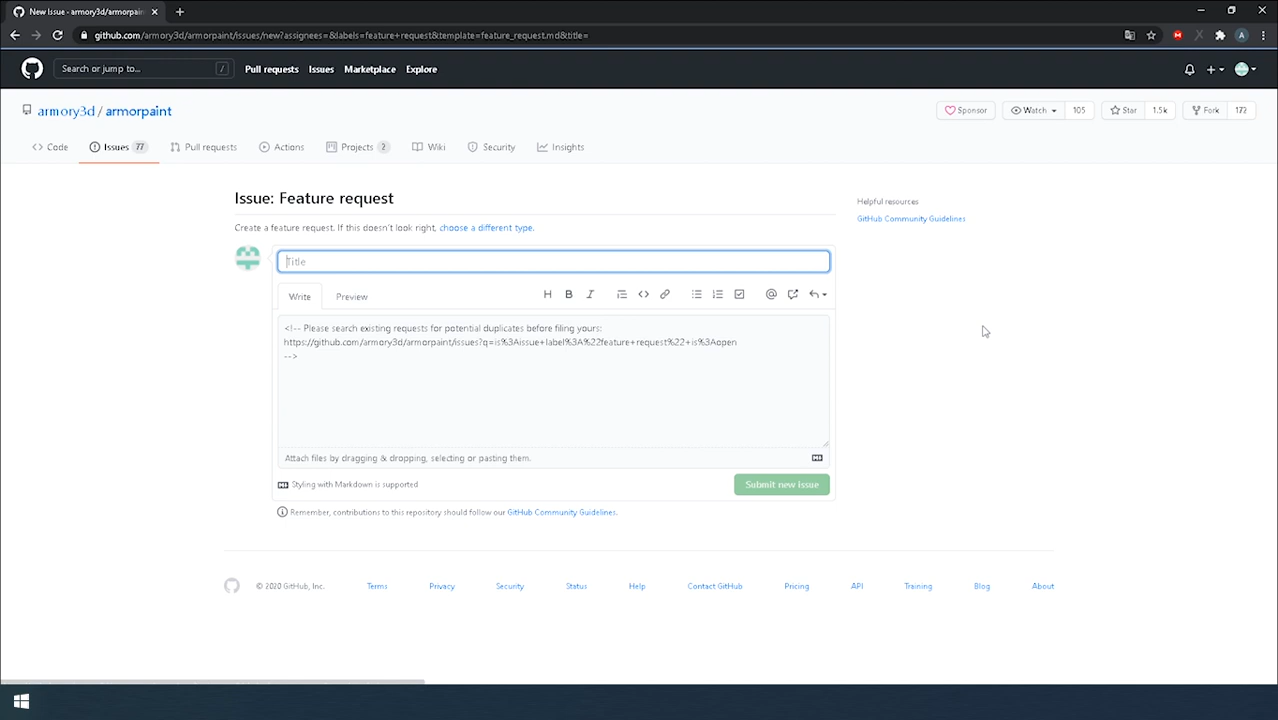 New Issue - armory3d/armorpain
github.com/armory3d/armorpaint/issues/new?assignees=&labels=feature+request&template=feature_request.md&title=
Search or jump to... /
Pull requests Issues Marketplace Explore
armory3d / armorpaint
Sponsor Watch 105 Star 1.5k Fork 172
Code Issues 77 Pull requests Actions Projects 2 Wiki Security Insights
Issue: Feature request
Helpful resources
GitHub Community Guidelines
Create a feature request. If this doesn't look right, choose a different type.
Title
Write Preview
<!-- Please search existing requests for potential duplicates before filing yours:
https://github.com/armory3d/armorpaint/issues?q=is%3Aissue+label%3A%22feature+request%22+is%3Aopen
-->
Attach files by dragging & dropping, selecting or pasting them.
Styling with Markdown is supported
Submit new issue
Remember, contributions to this repository should follow our GitHub Community Guidelines.
© 2020 GitHub, Inc. Terms Privacy Security Status Help Contact GitHub Pricing API Training Blog About